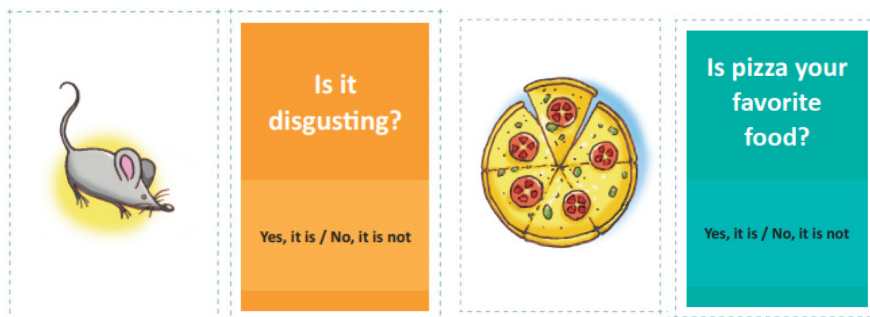 Is it
disgusting?
Yes, it is / No, it is not
Is pizza your
favorite
food?
Yes, it is / No, it is not